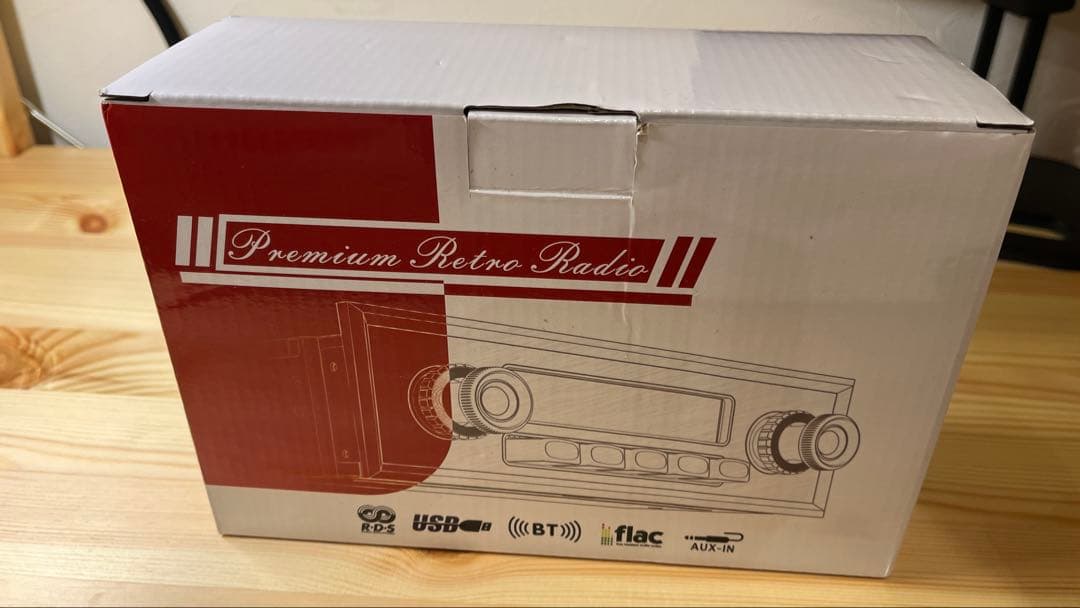 Premium Retro Radio
R·D·S USB BT flac AUX-IN